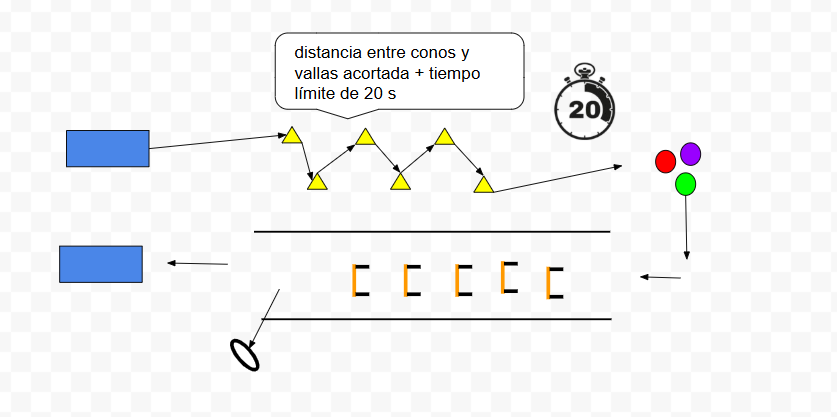 distancia entre conos y
vallas acortada + tiempo
límite de 20 s
20